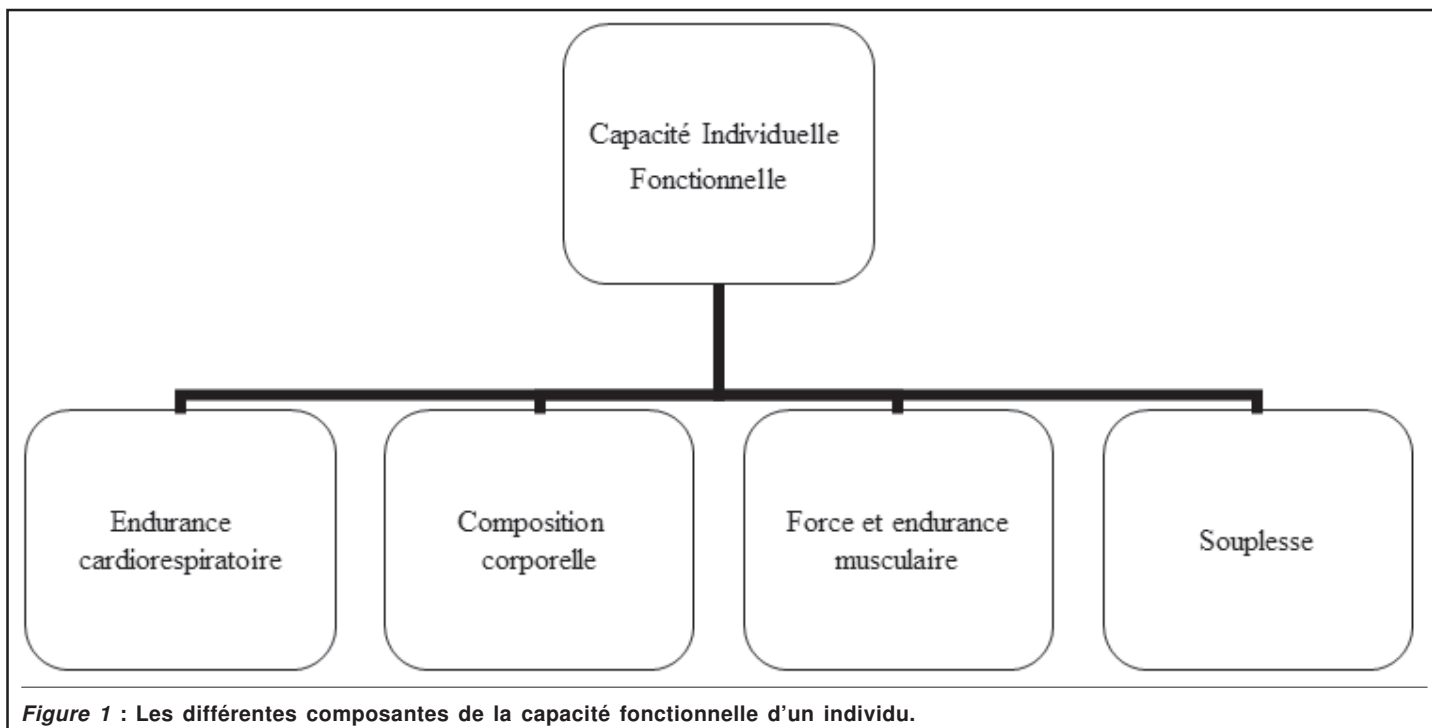 Capacité Individuelle
Fonctionnelle
Endurance
cardiorespiratoire
Composition
corporelle
Force et endurance
musculaire
Souplesse
Figure 1 : Les différentes composantes de la capacité fonctionnelle d'un individu.